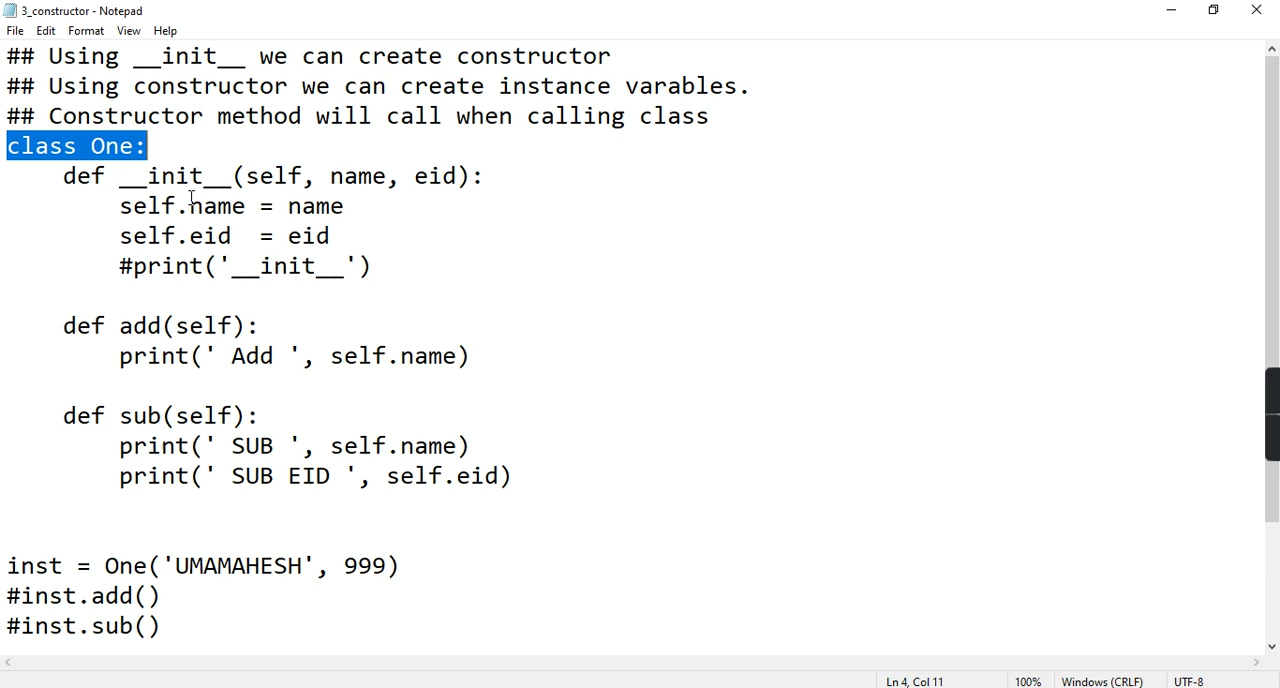 3_constructor - Notepad
File Edit Format View Help
## Using __init__ we can create constructor
## Using constructor we can create instance varables.
## Constructor method will call when calling class
class One:
    def __init__(self, name, eid):
        self.name = name
        self.eid  = eid
        #print('__init__')
    def add(self):
        print(' Add ', self.name)
    def sub(self):
        print(' SUB ', self.name)
        print(' SUB EID ', self.eid)
inst = One('UMAMAHESH', 999)
#inst.add()
#inst.sub()
Ln 4, Col 11 100% Windows (CRLF) UTF-8